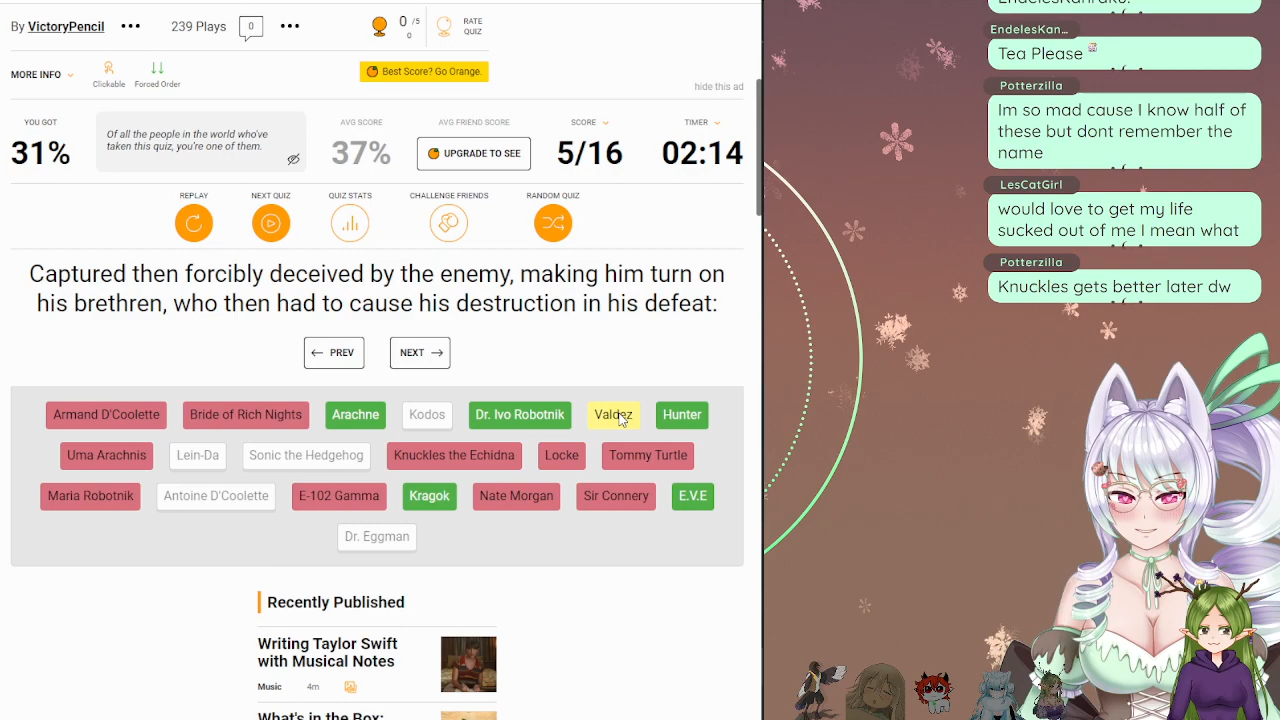 By VictoryPencil ••• 239 Plays 0 ••• 0 /5 0 RATE QUIZ
MORE INFO Clickable Forced Order Best Score? Go Orange.
hide this ad
YOU GOT AVG SCORE AVG FRIEND SCORE SCORE TIMER
31% Of all the people in the world who've
taken this quiz, you're one of them.
37% UPGRADE TO SEE 5/16 02:14
REPLAY NEXT QUIZ QUIZ STATS CHALLENGE FRIENDS RANDOM QUIZ
Captured then forcibly deceived by the enemy, making him turn on
his brethren, who then had to cause his destruction in his defeat:
← PREV NEXT →
Armand D'Coolette Bride of Rich Nights Arachne Kodos Dr. Ivo Robotnik Valdez Hunter
Uma Arachnis Lein-Da Sonic the Hedgehog Knuckles the Echidna Locke Tommy Turtle
Maria Robotnik Antoine D'Coolette E-102 Gamma Kragok Nate Morgan Sir Connery E.V.E
Dr. Eggman
Recently Published
Writing Taylor Swift
with Musical Notes
Music 4m
What's in the Box:
EndelesKan...
Tea Please
Potterzilla
Im so mad cause I know half of
these but dont remember the
name
LesCatGirl
would love to get my life
sucked out of me I mean what
Potterzilla
Knuckles gets better later dw